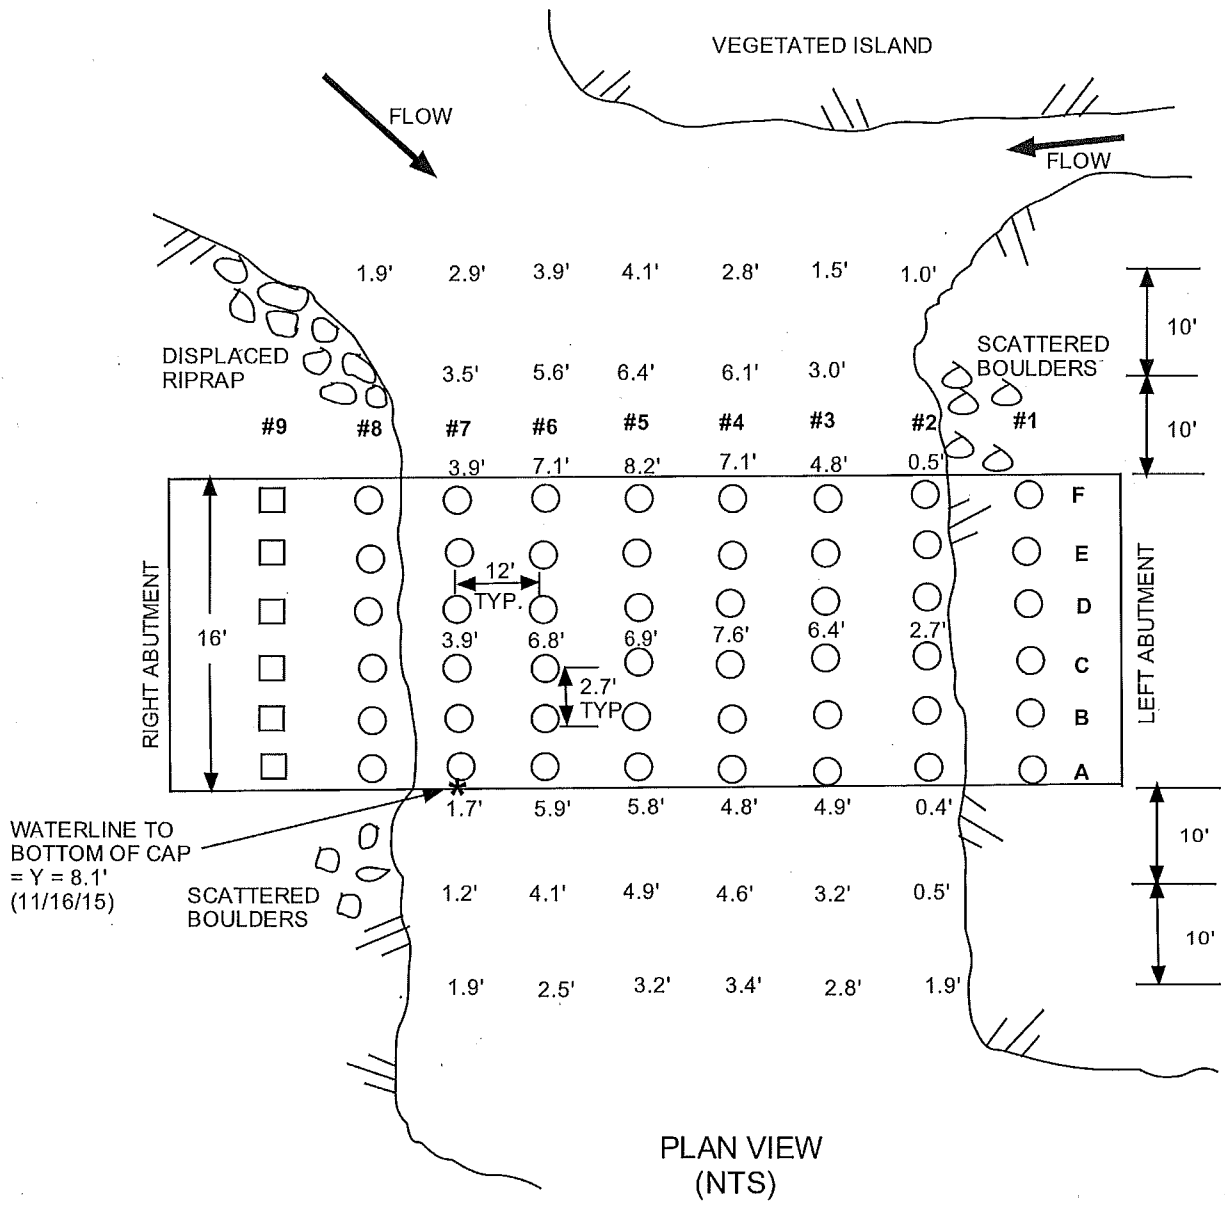 VEGETATED ISLAND
FLOW
FLOW
1.9' 2.9' 3.9' 4.1' 2.8' 1.5' 1.0'
10'
DISPLACED
RIPRAP
SCATTERED
BOULDERS
3.5' 5.6' 6.4' 6.1' 3.0'
10'
#9 #8 #7 #6 #5 #4 #3 #2 #1
3.9' 7.1' 8.2' 7.1' 4.8' 0.5'
F
E
12'
TYP.
D
RIGHT ABUTMENT
16'
3.9' 6.8' 6.9' 7.6' 6.4' 2.7'
LEFT ABUTMENT
C
2.7'
TYP
B
A
1.7' 5.9' 5.8' 4.8' 4.9' 0.4'
WATERLINE TO
BOTTOM OF CAP
= Y = 8.1'
(11/16/15)
10'
SCATTERED
BOULDERS
1.2' 4.1' 4.9' 4.6' 3.2' 0.5'
10'
1.9' 2.5' 3.2' 3.4' 2.8' 1.9'
PLAN VIEW
(NTS)